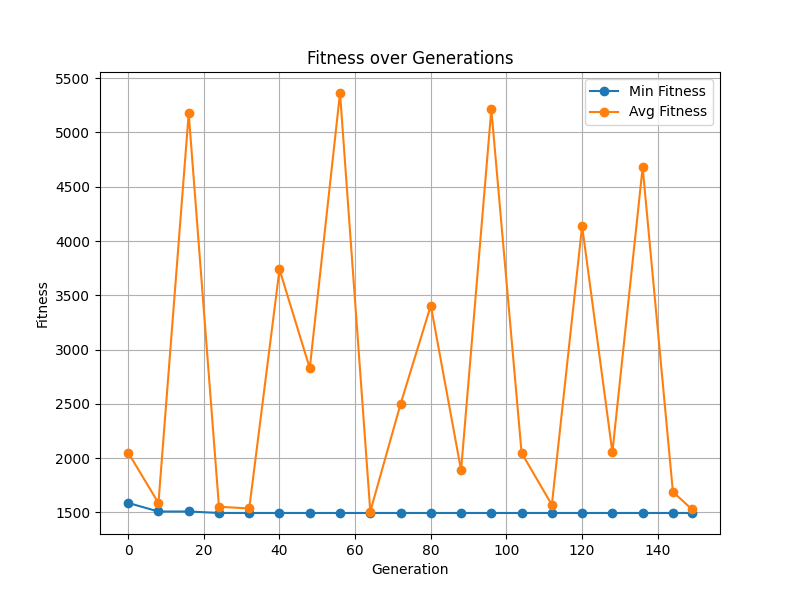 Fitness over Generations
Min Fitness
Avg Fitness
Fitness
5500
5000
4500
4000
3500
3000
2500
2000
1500
0 20 40 60 80 100 120 140
Generation